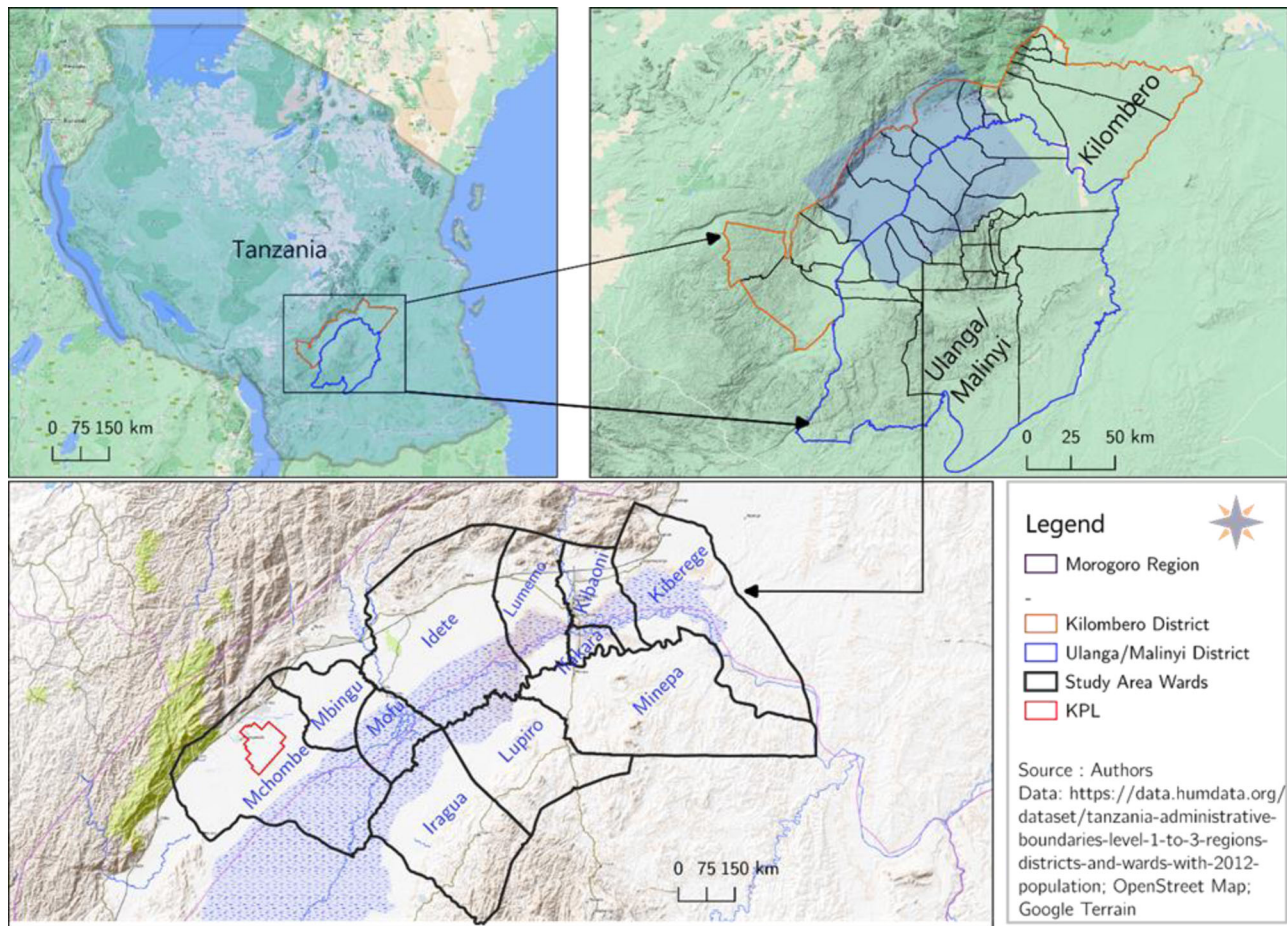 Tanzania
0 75 150 km
Kilombero
Ulanga/
Malinyi
0 25 50 km
Lumemo
Kibaoni
Kiberege
Idete
Ifakara
Minepa
Mbingu
Mofu
Lupiro
Mchombe
Iragua
0 75 150 km
Legend
Morogoro Region
-
Kilombero District
Ulanga/Malinyi District
Study Area Wards
KPL
Source : Authors
Data: https://data.humdata.org/
dataset/tanzania-administrative-
boundaries-level-1-to-3-regions-
districts-and-wards-with-2012-
population; OpenStreet Map;
Google Terrain